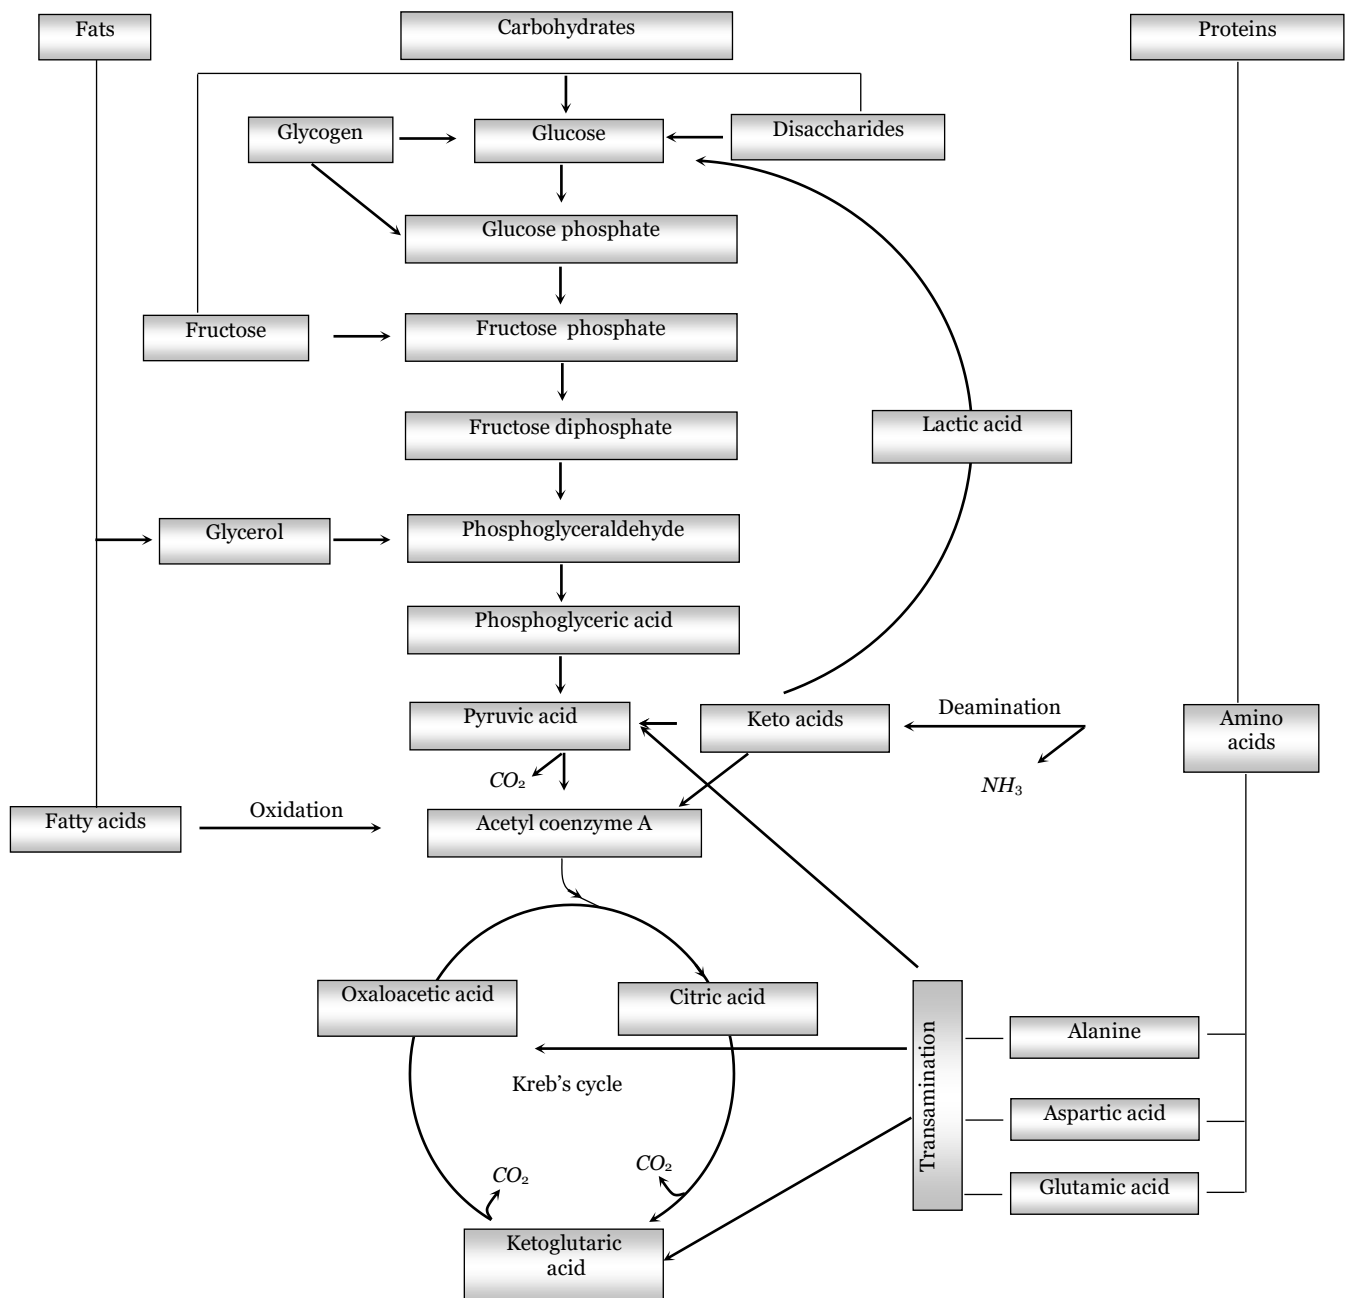 Fats
Carbohydrates
Proteins
Glycogen
Glucose
Disaccharides
Glucose phosphate
Fructose
Fructose phosphate
Fructose diphosphate
Lactic acid
Glycerol
Phosphoglyceraldehyde
Phosphoglyceric acid
Pyruvic acid
Keto acids
Deamination
Amino
acids
CO₂
NH₃
Fatty acids
Oxidation
Acetyl coenzyme A
Oxaloacetic acid
Citric acid
Transamination
Alanine
Kreb's cycle
Aspartic acid
CO₂
CO₂
Glutamic acid
Ketoglutaric
acid